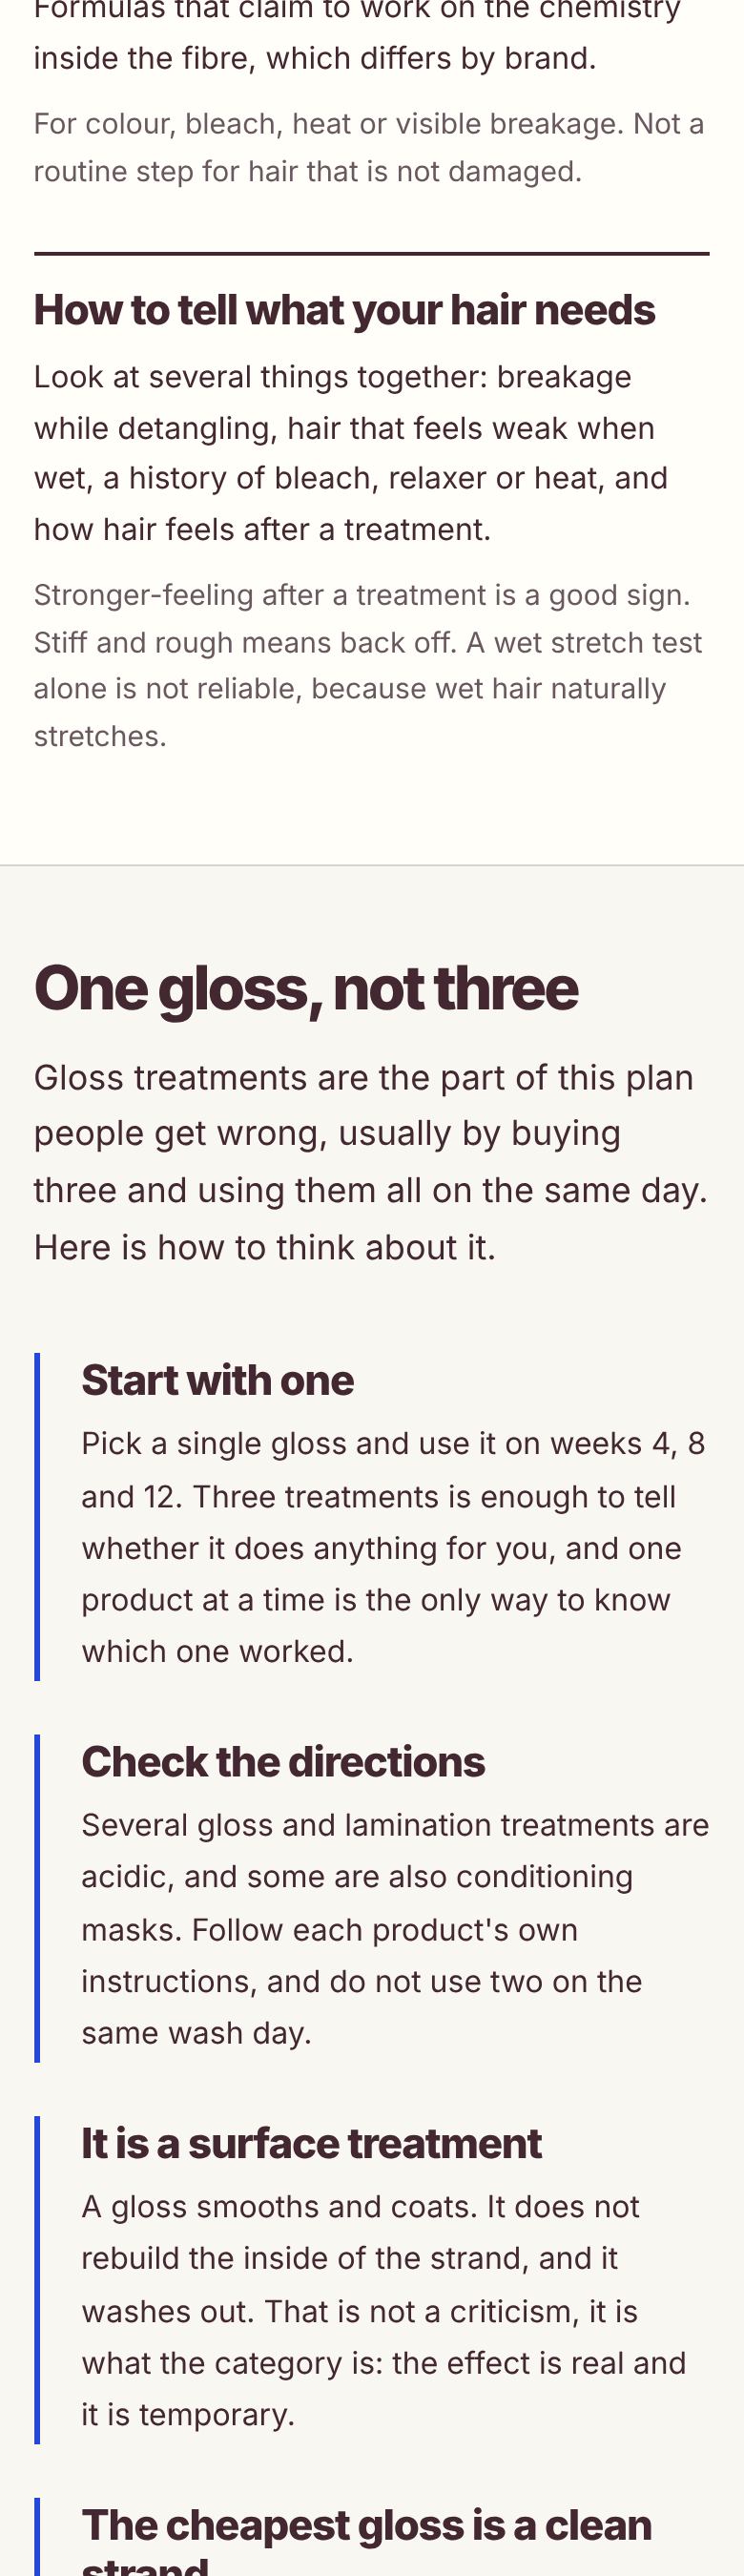 Formulas that claim to work on the chemistry
inside the fibre, which differs by brand.
For colour, bleach, heat or visible breakage. Not a
routine step for hair that is not damaged.
How to tell what your hair needs
Look at several things together: breakage
while detangling, hair that feels weak when
wet, a history of bleach, relaxer or heat, and
how hair feels after a treatment.
Stronger-feeling after a treatment is a good sign.
Stiff and rough means back off. A wet stretch test
alone is not reliable, because wet hair naturally
stretches.
One gloss, not three
Gloss treatments are the part of this plan
people get wrong, usually by buying
three and using them all on the same day.
Here is how to think about it.
Start with one
Pick a single gloss and use it on weeks 4, 8
and 12. Three treatments is enough to tell
whether it does anything for you, and one
product at a time is the only way to know
which one worked.
Check the directions
Several gloss and lamination treatments are
acidic, and some are also conditioning
masks. Follow each product's own
instructions, and do not use two on the
same wash day.
It is a surface treatment
A gloss smooths and coats. It does not
rebuild the inside of the strand, and it
washes out. That is not a criticism, it is
what the category is: the effect is real and
it is temporary.
The cheapest gloss is a clean
strand